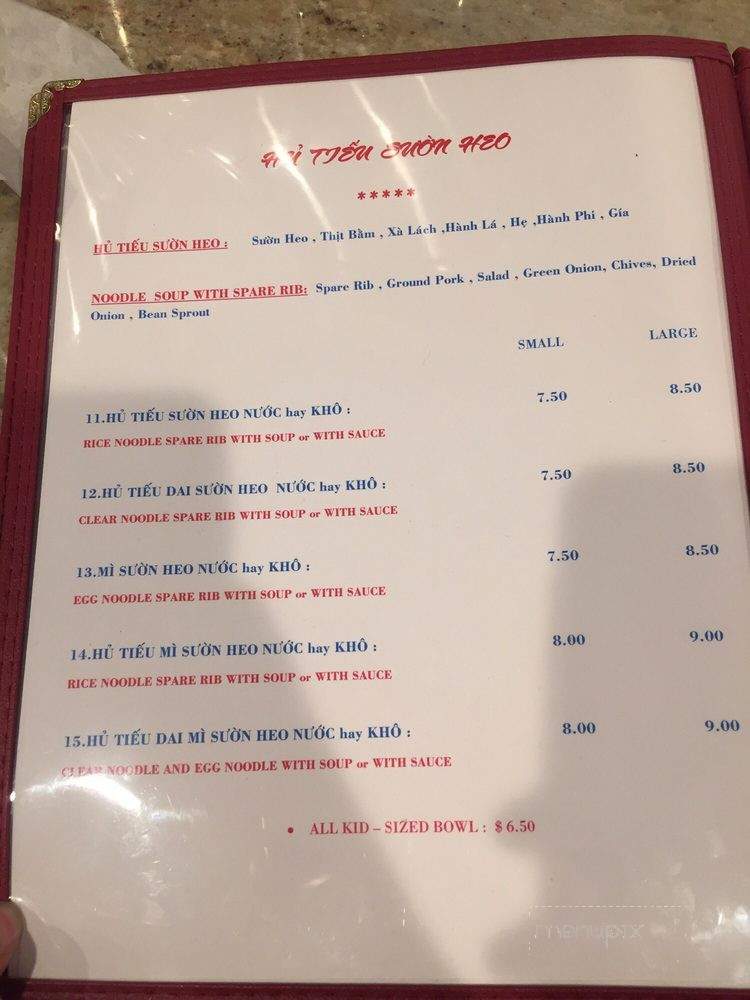 HỦ TIẾU SƯỜN HEO
*****
HỦ TIẾU SƯỜN HEO : Sườn Heo , Thịt Bằm , Xà Lách ,Hành Lá , Hẹ ,Hành Phi , Gía
NOODLE SOUP WITH SPARE RIB: Spare Rib , Ground Pork , Salad , Green Onion, Chives, Dried
Onion , Bean Sprout
SMALL LARGE
11.HỦ TIẾU SƯỜN HEO NƯỚC hay KHÔ : 7.50 8.50
RICE NOODLE SPARE RIB WITH SOUP or WITH SAUCE
12.HỦ TIẾU DAI SƯỜN HEO NƯỚC hay KHÔ : 7.50 8.50
CLEAR NOODLE SPARE RIB WITH SOUP or WITH SAUCE
13.MÌ SƯỜN HEO NƯỚC hay KHÔ : 7.50 8.50
EGG NOODLE SPARE RIB WITH SOUP or WITH SAUCE
14.HỦ TIẾU MÌ SƯỜN HEO NƯỚC hay KHÔ : 8.00 9.00
RICE NOODLE SPARE RIB WITH SOUP or WITH SAUCE
15.HỦ TIẾU DAI MÌ SƯỜN HEO NƯỚC hay KHÔ : 8.00 9.00
CLEAR NOODLE AND EGG NOODLE WITH SOUP or WITH SAUCE
• ALL KID – SIZED BOWL : $ 6.50
menupix